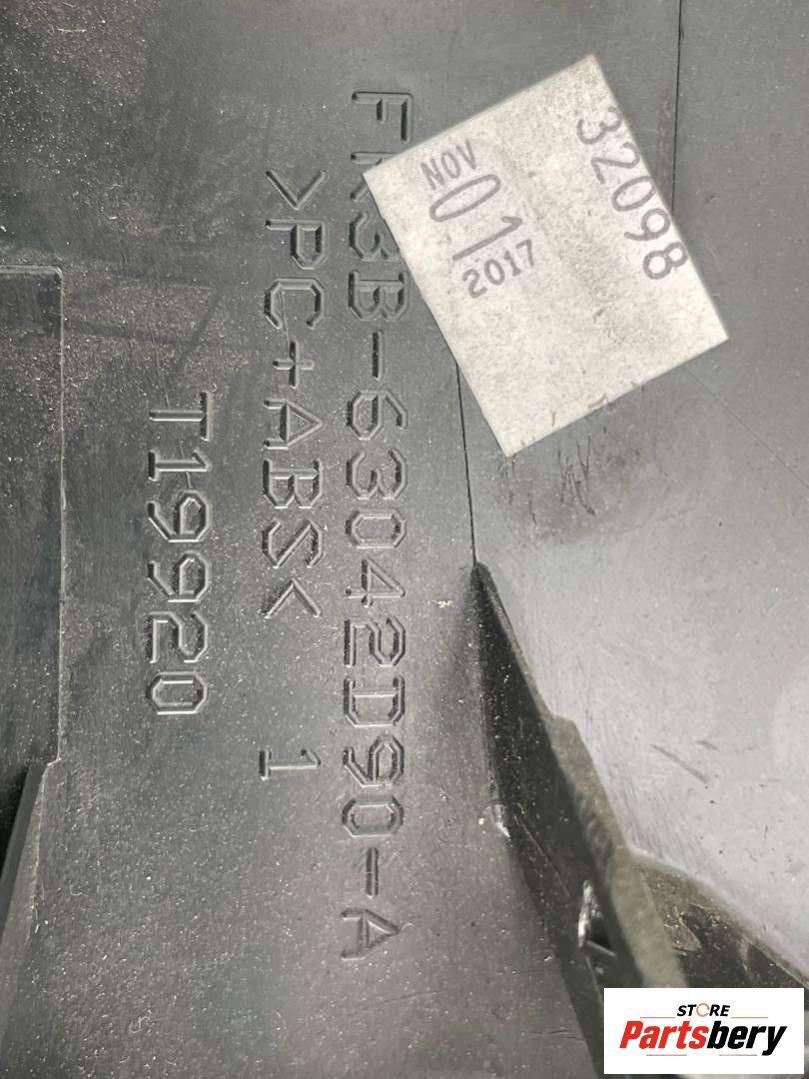 FR3B-63042D90-A
>PC+ABS< 1
T19920
32098
NOV
01
2017
STORE
Partsbery